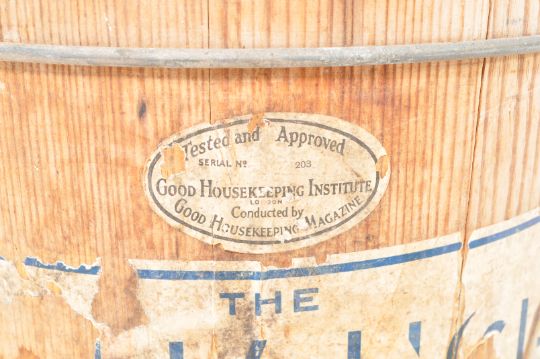 Tested and Approved
SERIAL Nº 203
GOOD HOUSEKEEPING INSTITUTE
LONDON
Conducted by
GOOD HOUSEKEEPING MAGAZINE
THE